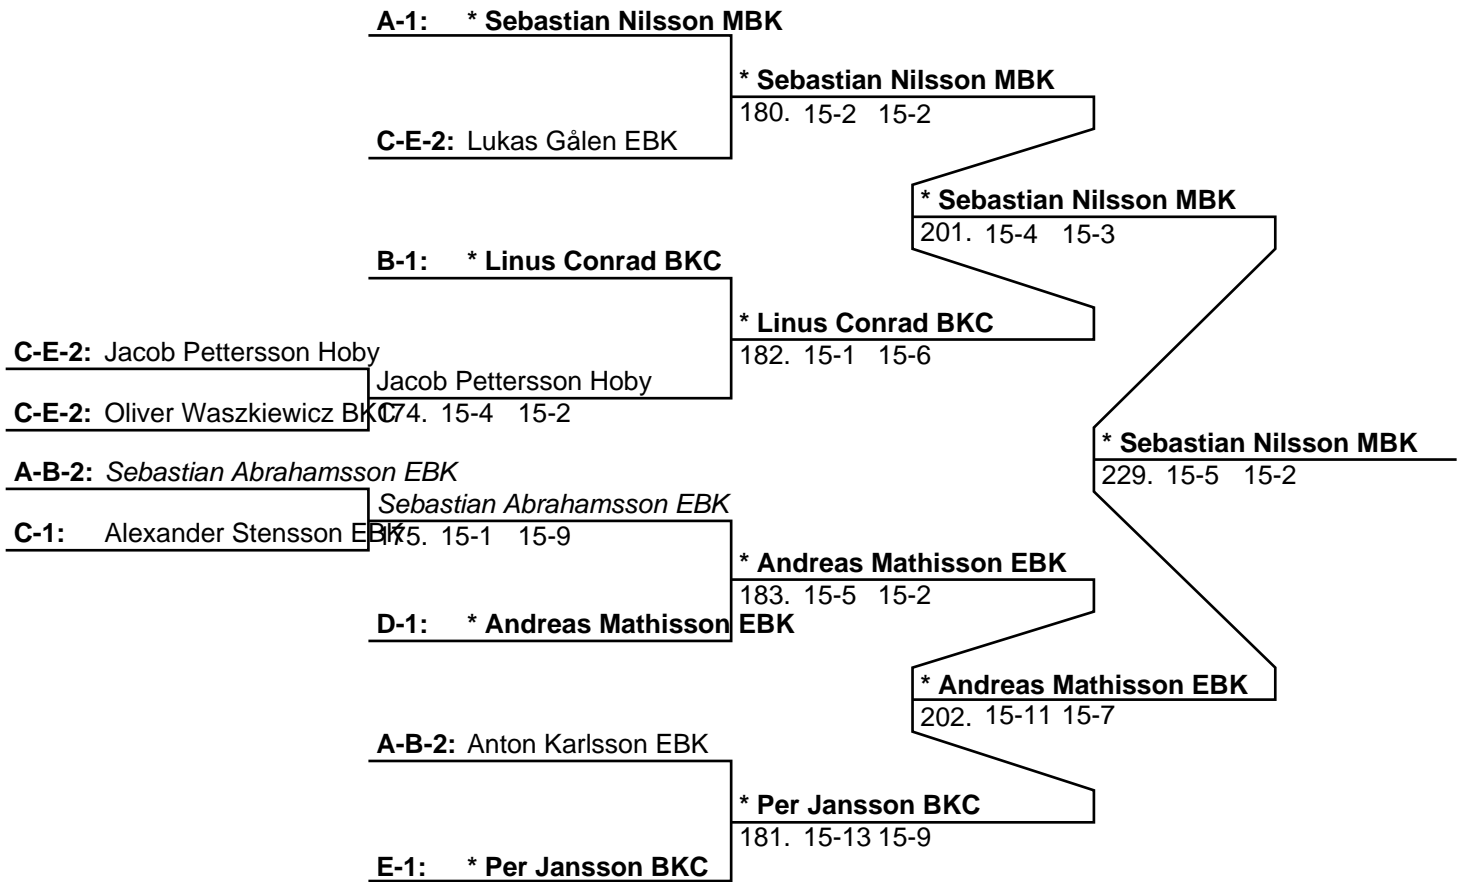 A-1: * Sebastian Nilsson MBK
* Sebastian Nilsson MBK
180. 15-2 15-2
C-E-2: Lukas Gålen EBK
* Sebastian Nilsson MBK
201. 15-4 15-3
B-1: * Linus Conrad BKC
* Linus Conrad BKC
182. 15-1 15-6
C-E-2: Jacob Pettersson Hoby
Jacob Pettersson Hoby
C-E-2: Oliver Waszkiewicz BKC
174. 15-4 15-2
* Sebastian Nilsson MBK
229. 15-5 15-2
A-B-2: Sebastian Abrahamsson EBK
Sebastian Abrahamsson EBK
C-1: Alexander Stensson EBK
175. 15-1 15-9
* Andreas Mathisson EBK
183. 15-5 15-2
D-1: * Andreas Mathisson EBK
* Andreas Mathisson EBK
202. 15-11 15-7
A-B-2: Anton Karlsson EBK
* Per Jansson BKC
181. 15-13 15-9
E-1: * Per Jansson BKC